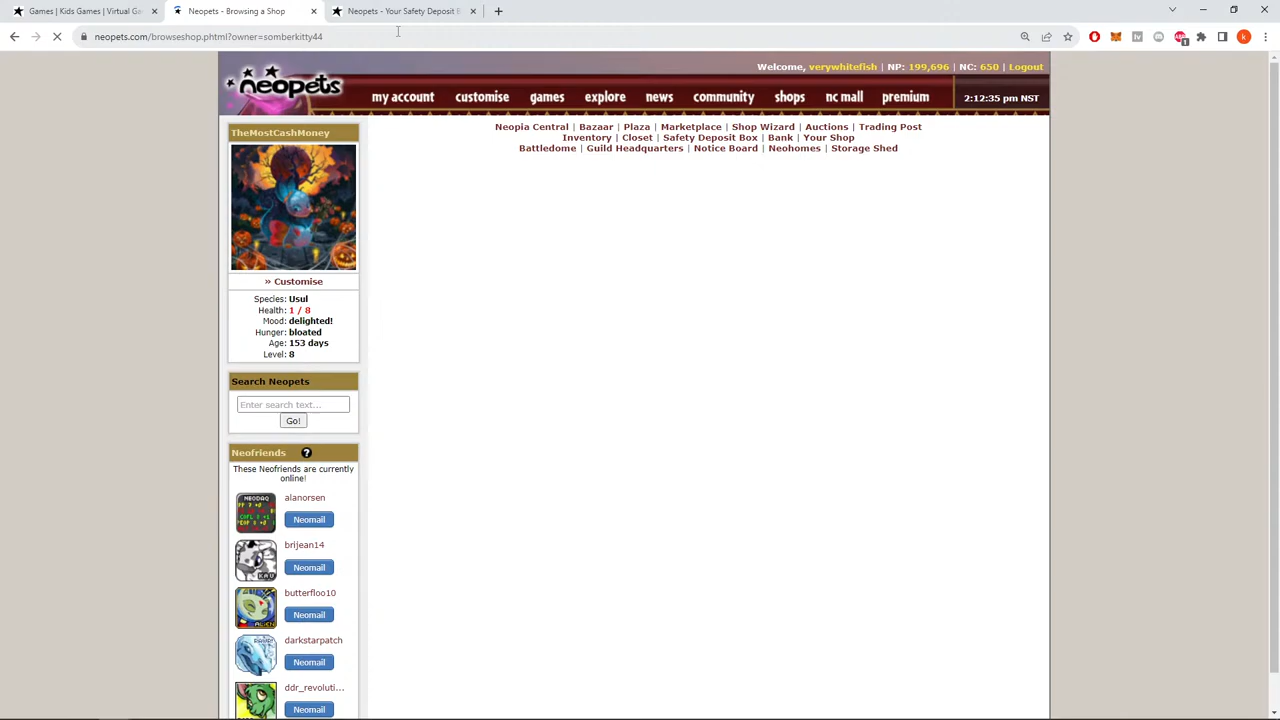 Games | Kids Games | Virtual Ga
Neopets - Browsing a Shop
Neopets - Your Safety Deposit B
neopets.com/browseshop.phtml?owner=somberkitty44
neopets
Welcome, verywhitefish | NP: 199,696 | NC: 650 | Logout
my account customise games explore news community shops nc mall premium
2:12:35 pm NST
Neopia Central | Bazaar | Plaza | Marketplace | Shop Wizard | Auctions | Trading Post
Inventory | Closet | Safety Deposit Box | Bank | Your Shop
Battledome | Guild Headquarters | Notice Board | Neohomes | Storage Shed
TheMostCashMoney
» Customise
Species: Usul
Health: 1 / 8
Mood: delighted!
Hunger: bloated
Age: 153 days
Level: 8
Search Neopets
Enter search text...
Go!
Neofriends ?
These Neofriends are currently
online!
NEODAQ
alanorsen
Neomail
brijean14
KAU
Neomail
butterfloo10
ALIEN
Neomail
darkstarpatch
Neomail
ddr_revoluti...
Neomail